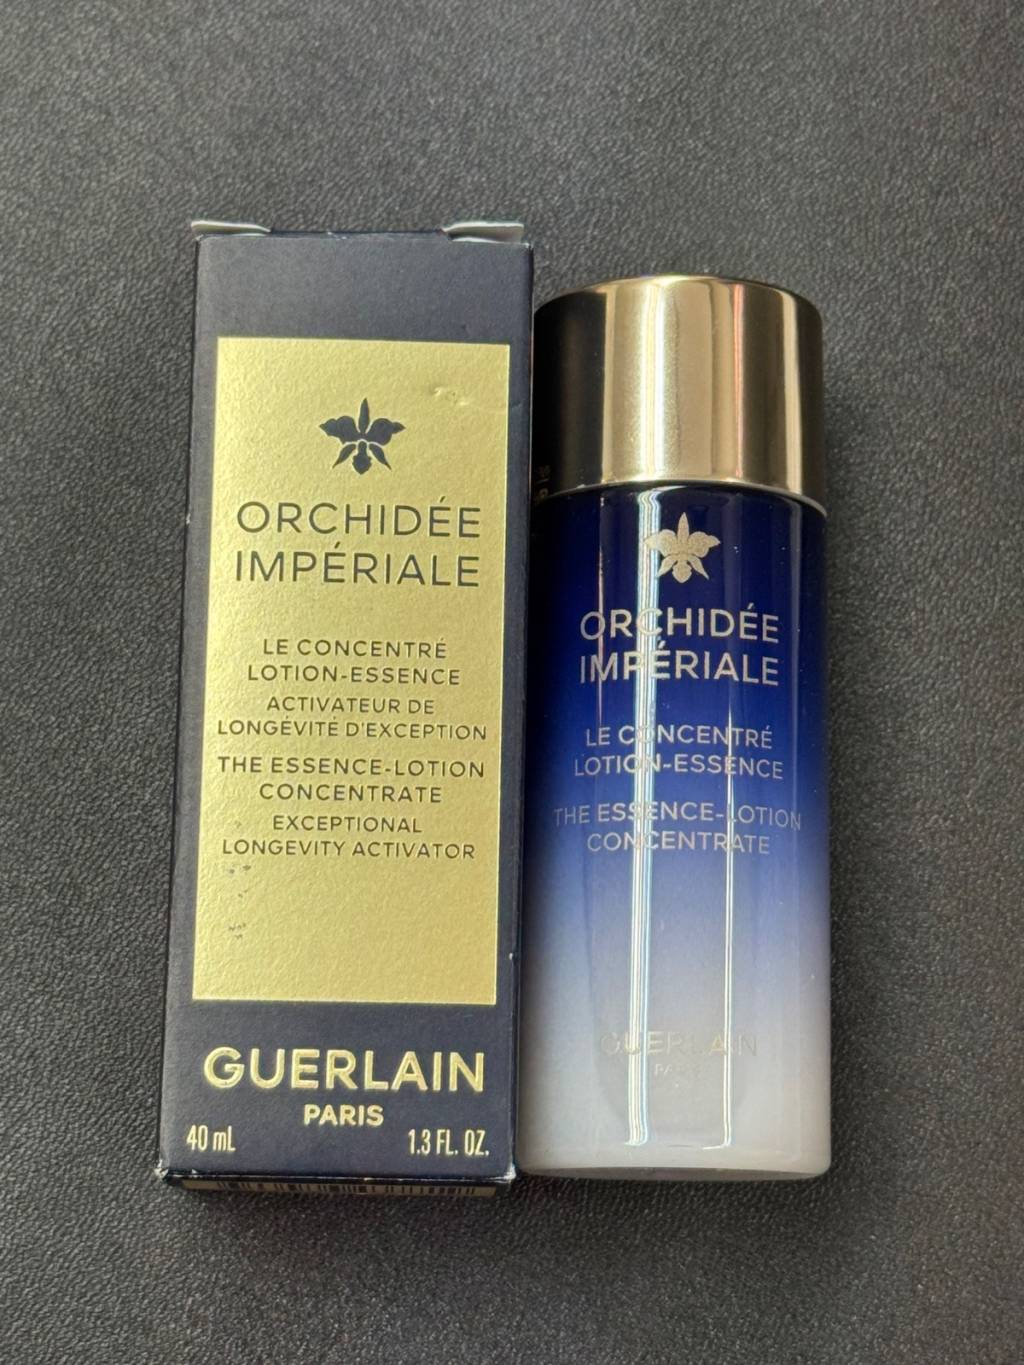 ORCHIDÉE
IMPÉRIALE
LE CONCENTRÉ
LOTION-ESSENCE
ACTIVATEUR DE
LONGÉVITÉ D'EXCEPTION
THE ESSENCE-LOTION
CONCENTRATE
EXCEPTIONAL
LONGEVITY ACTIVATOR
GUERLAIN
PARIS
40 mL
1.3 FL. OZ.
ORCHIDÉE
IMPÉRIALE
LE CONCENTRÉ
LOTION-ESSENCE
THE ESSENCE-LOTION
CONCENTRATE
GUERLAIN
PARIS